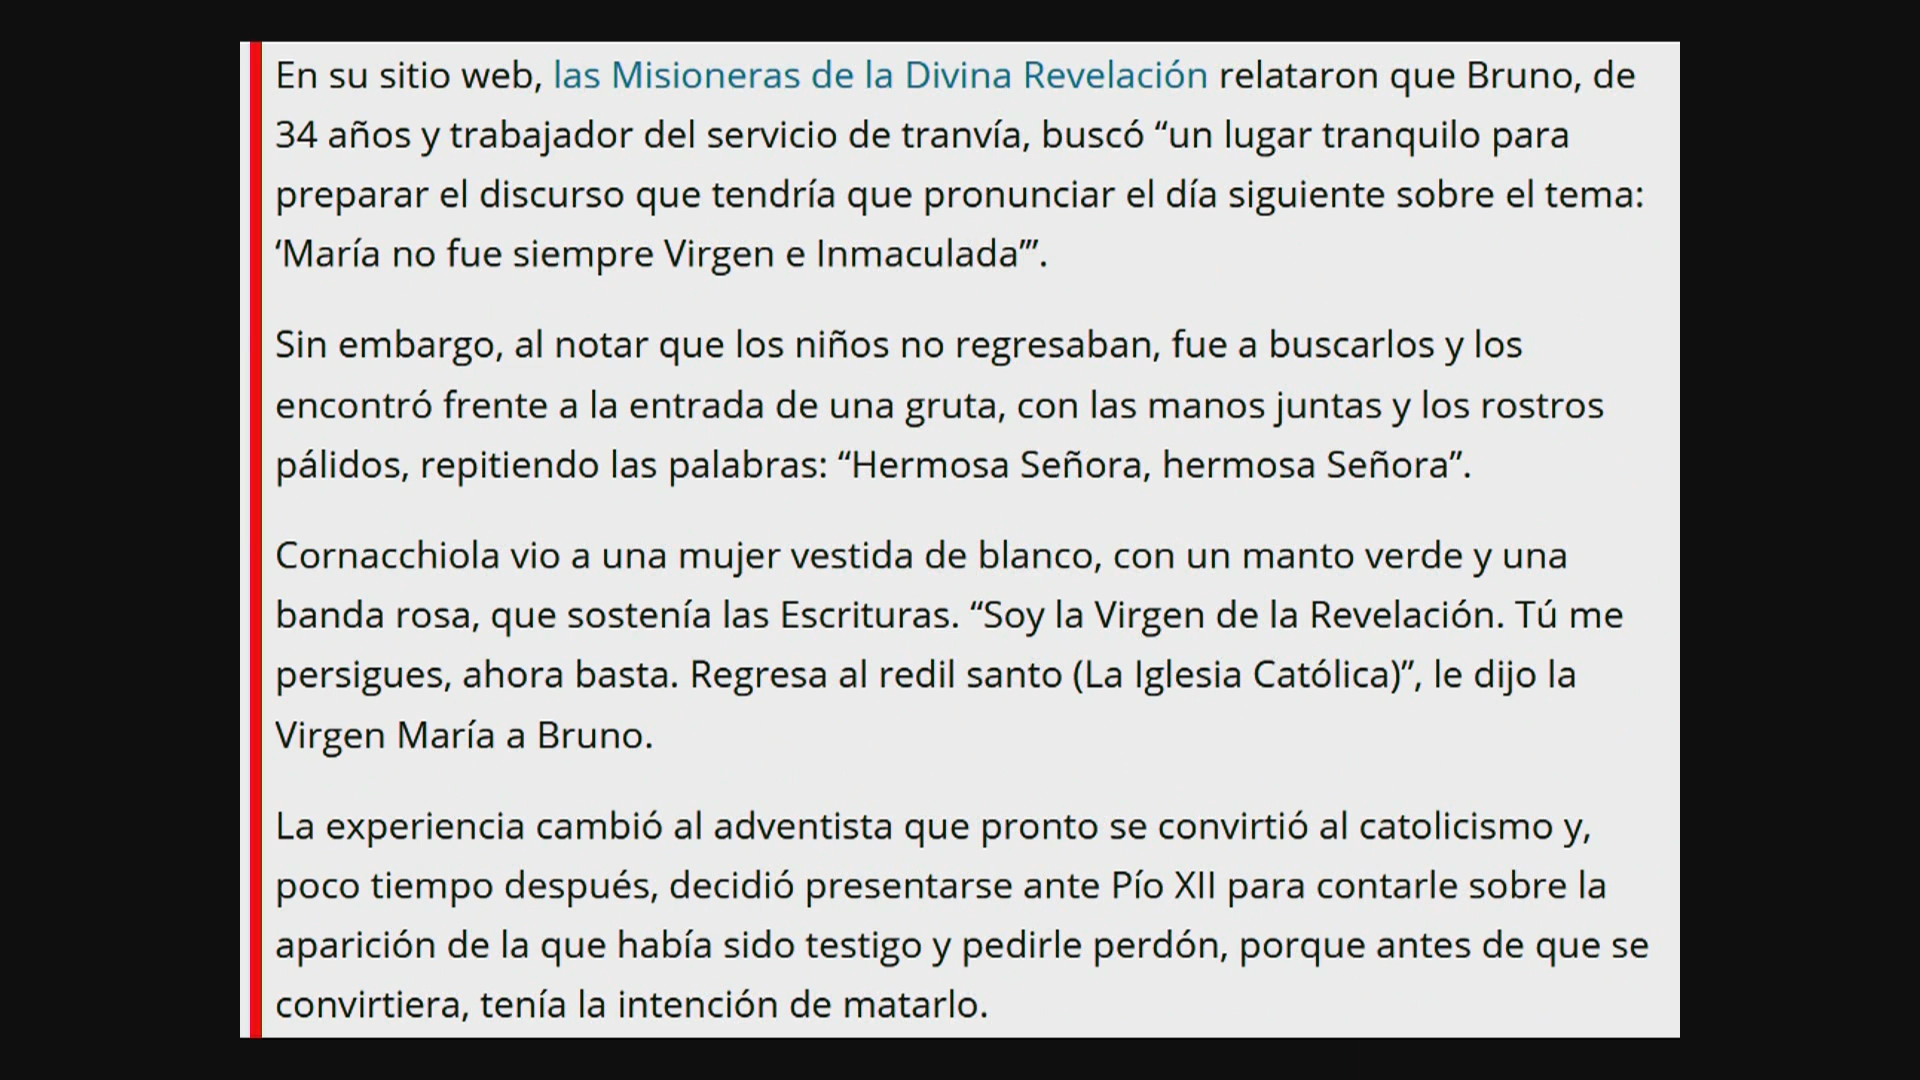 En su sitio web, las Misioneras de la Divina Revelación relataron que Bruno, de
34 años y trabajador del servicio de tranvía, buscó “un lugar tranquilo para
preparar el discurso que tendría que pronunciar el día siguiente sobre el tema:
‘María no fue siempre Virgen e Inmaculada’”.
Sin embargo, al notar que los niños no regresaban, fue a buscarlos y los
encontró frente a la entrada de una gruta, con las manos juntas y los rostros
pálidos, repitiendo las palabras: “Hermosa Señora, hermosa Señora”.
Cornacchiola vio a una mujer vestida de blanco, con un manto verde y una
banda rosa, que sostenía las Escrituras. “Soy la Virgen de la Revelación. Tú me
persigues, ahora basta. Regresa al redil santo (La Iglesia Católica)”, le dijo la
Virgen María a Bruno.
La experiencia cambió al adventista que pronto se convirtió al catolicismo y,
poco tiempo después, decidió presentarse ante Pío XII para contarle sobre la
aparición de la que había sido testigo y pedirle perdón, porque antes de que se
convirtiera, tenía la intención de matarlo.